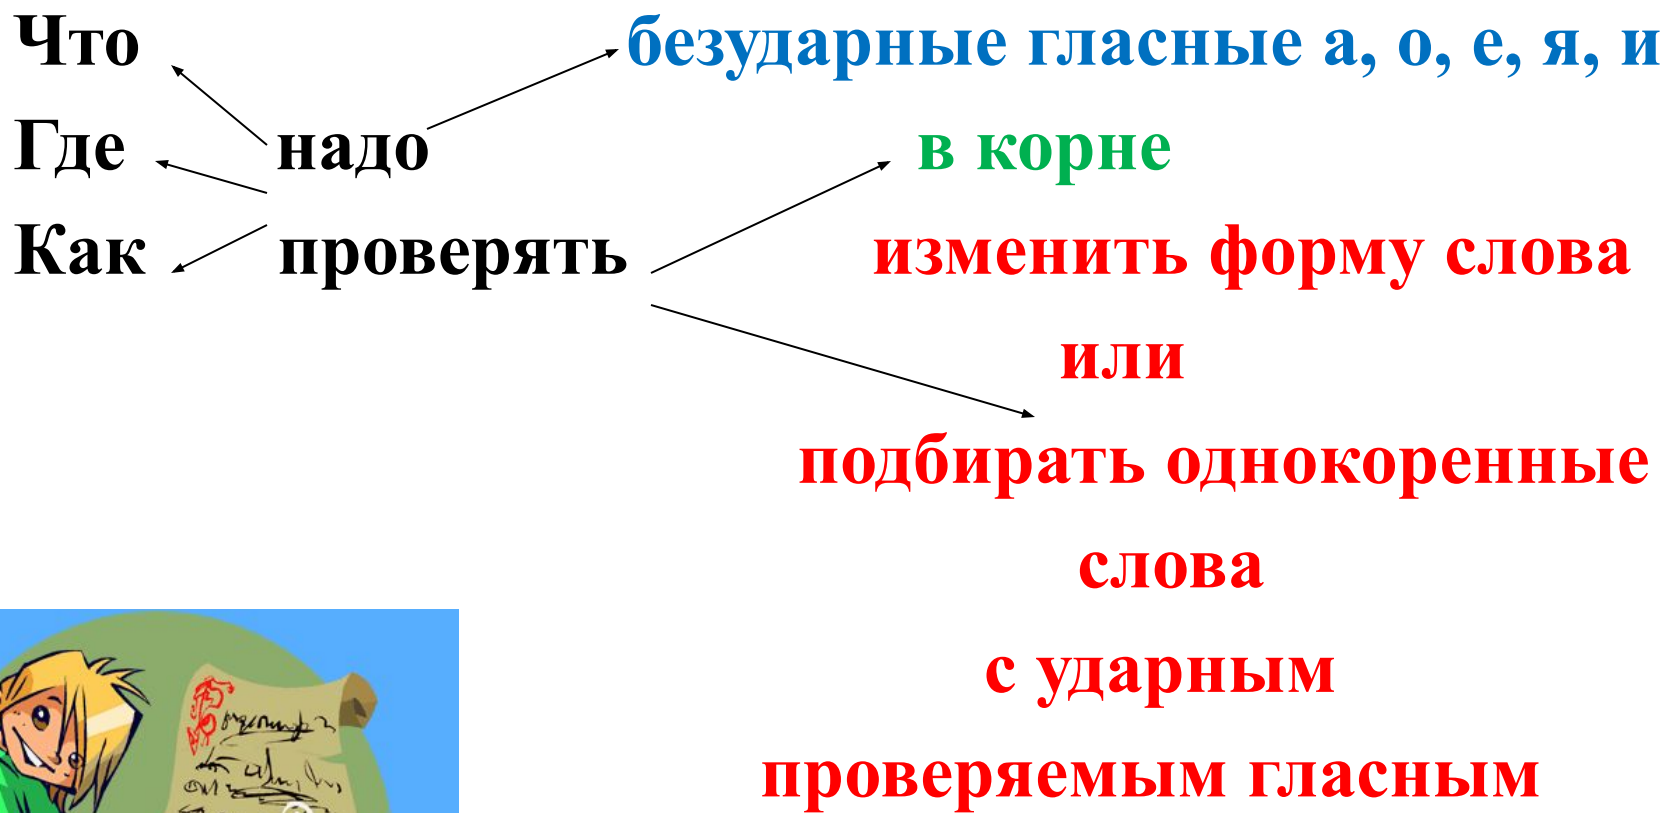 Что безударные гласные а, о, е, я, и
Где надо в корне
Как проверять изменить форму слова
или
подбирать однокоренные
слова
с ударным
проверяемым гласным